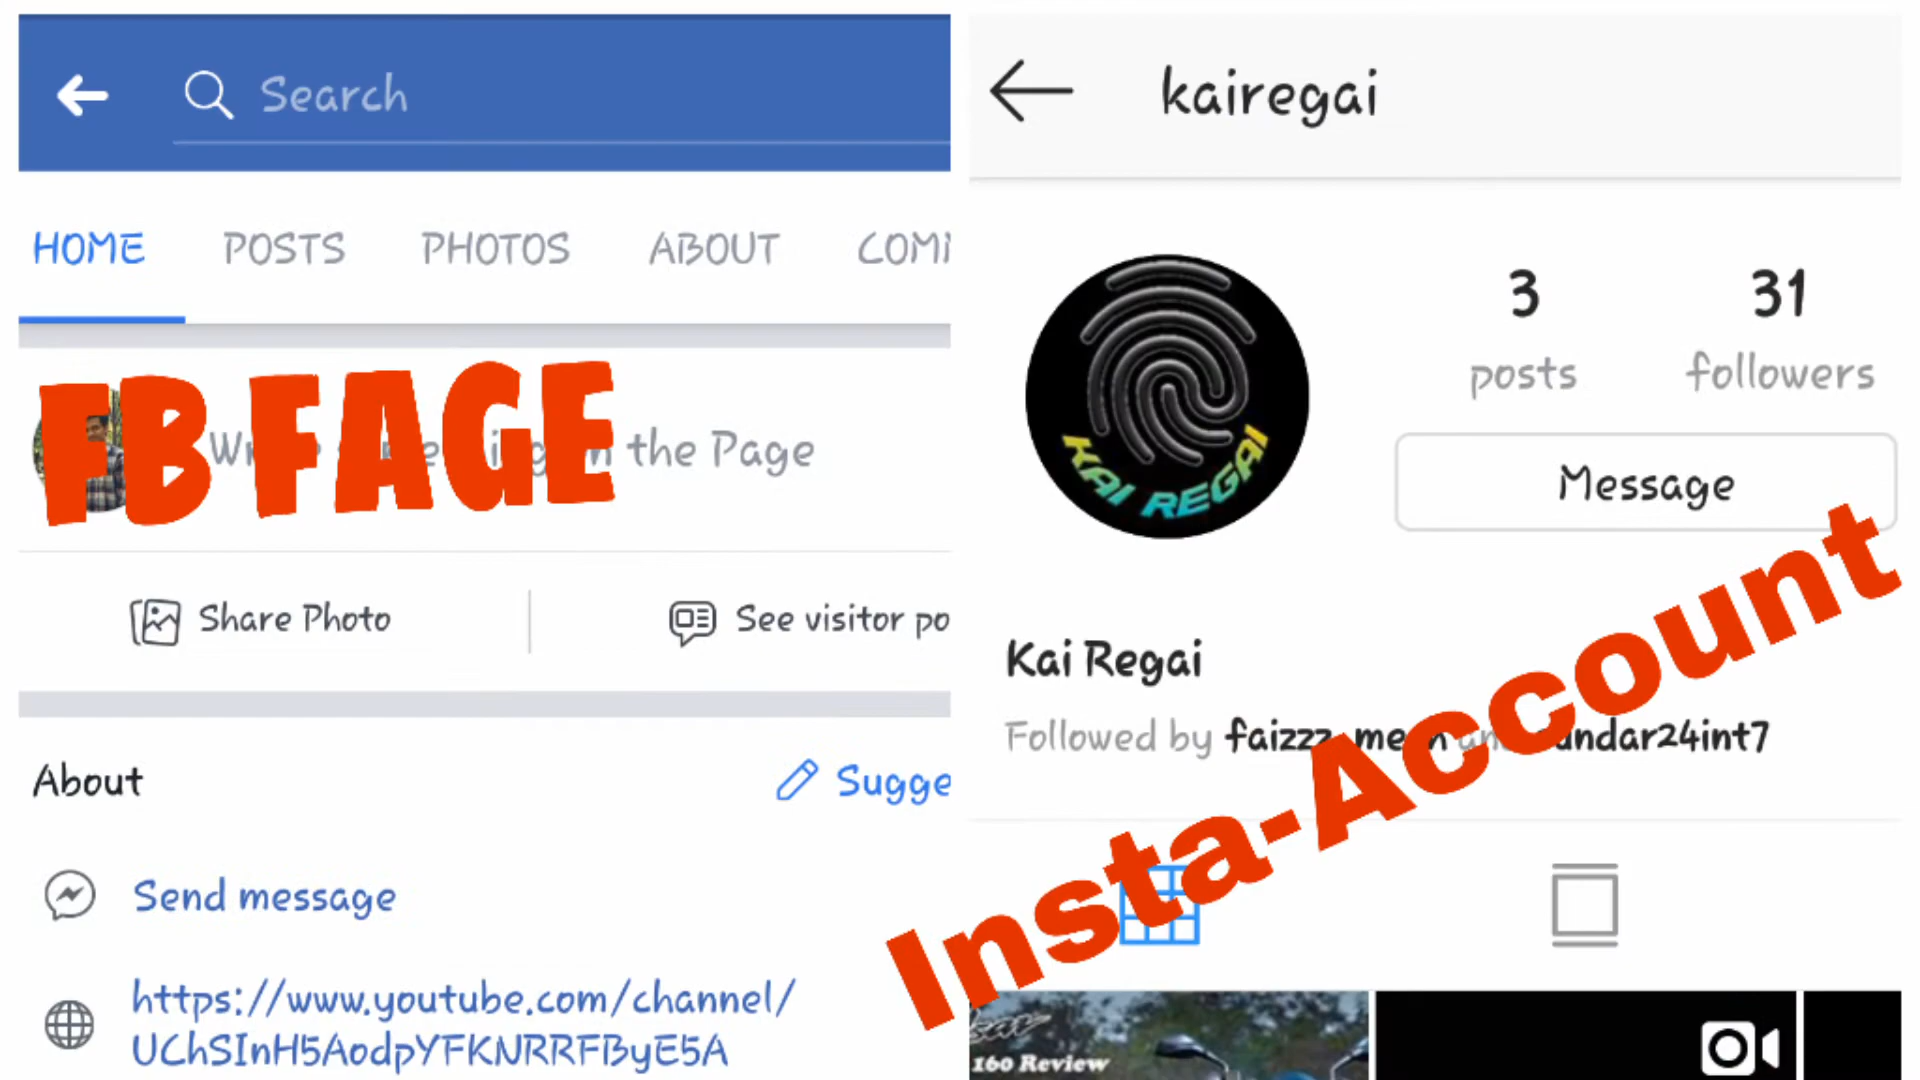 Search
HOME POSTS PHOTOS ABOUT
FB FAGE
the Page
Share Photo
See visitor po
About
Sugge
Send message
https://www.youtube.com/channel/
UChSInH5AodpYFKNRRFByE5A
kairegai
3 31
posts followers
KAI REGAI
Message
Kai Regai
Followed by
Insta-Account
160 Review